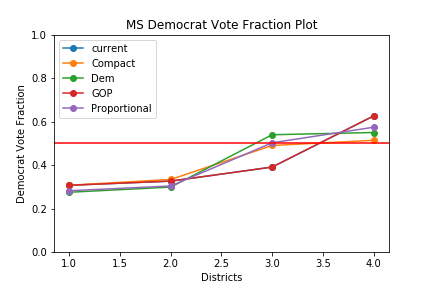 MS Democrat Vote Fraction Plot
Democrat Vote Fraction
1.0
0.8
0.6
0.4
0.2
0.0
current
Compact
Dem
GOP
Proportional
1.0 1.5 2.0 2.5 3.0 3.5 4.0
Districts